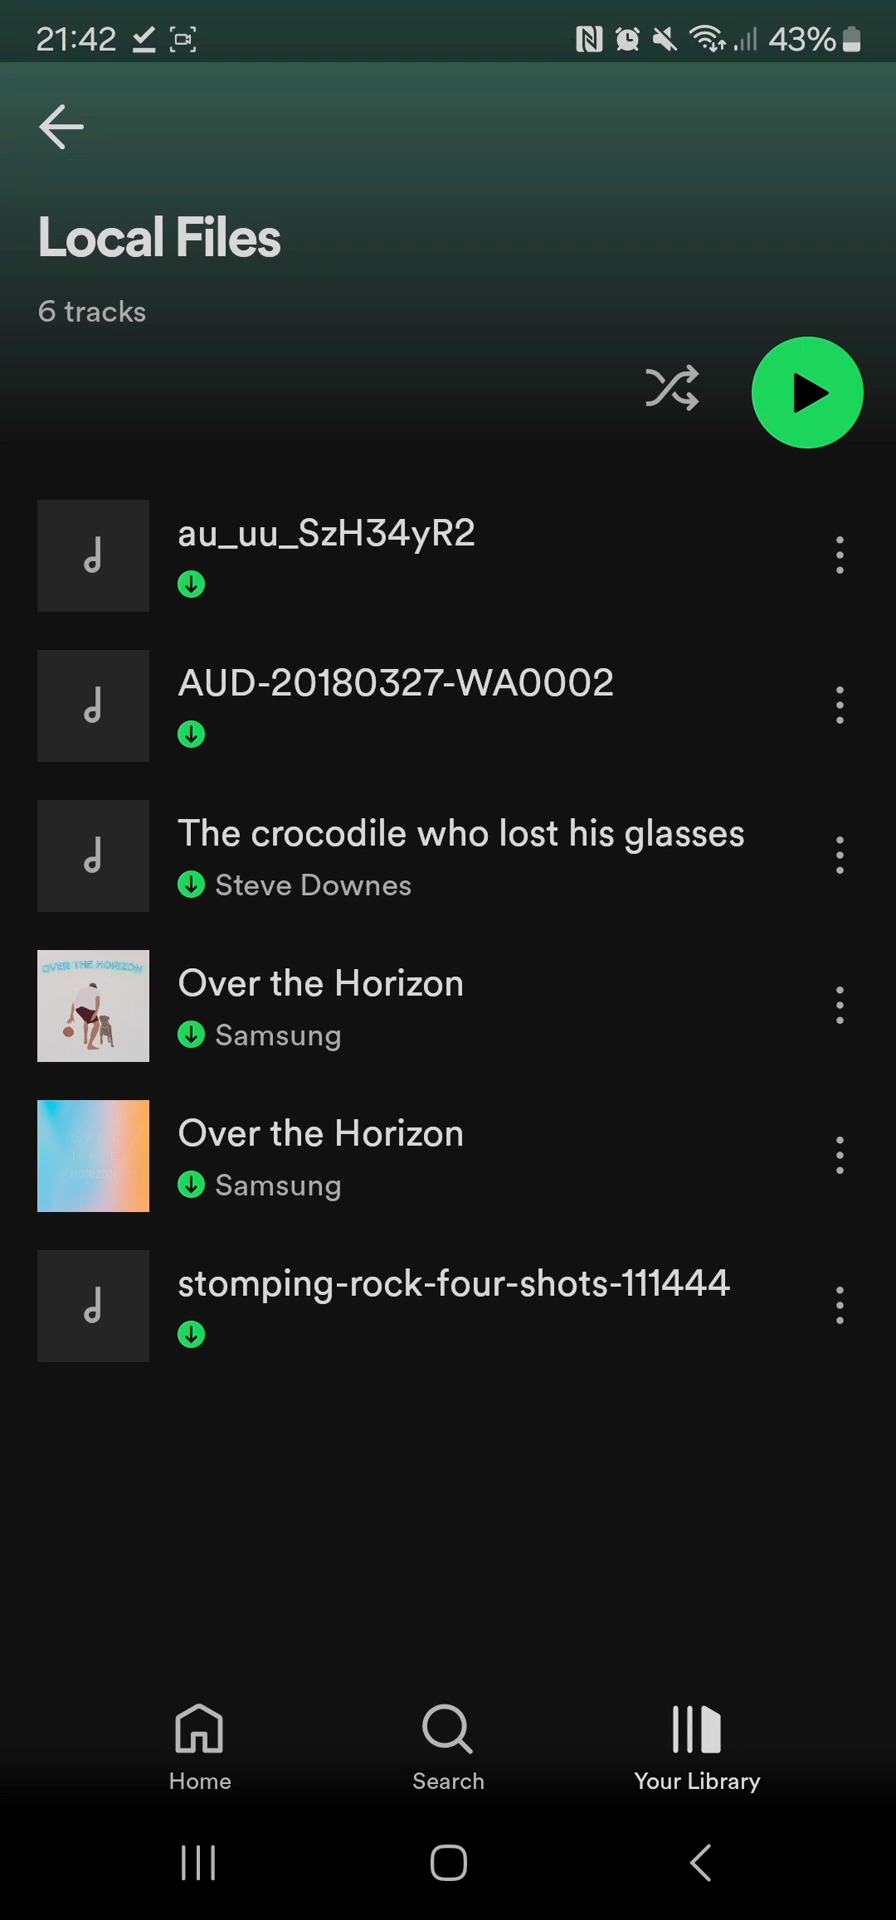 21:42
43%
Local Files
6 tracks
au_uu_SzH34yR2
AUD-20180327-WA0002
The crocodile who lost his glasses
Steve Downes
OVER THE HORIZON
Over the Horizon
Samsung
HORIZON
Over the Horizon
Samsung
stomping-rock-four-shots-111444
Home
Search
Your Library